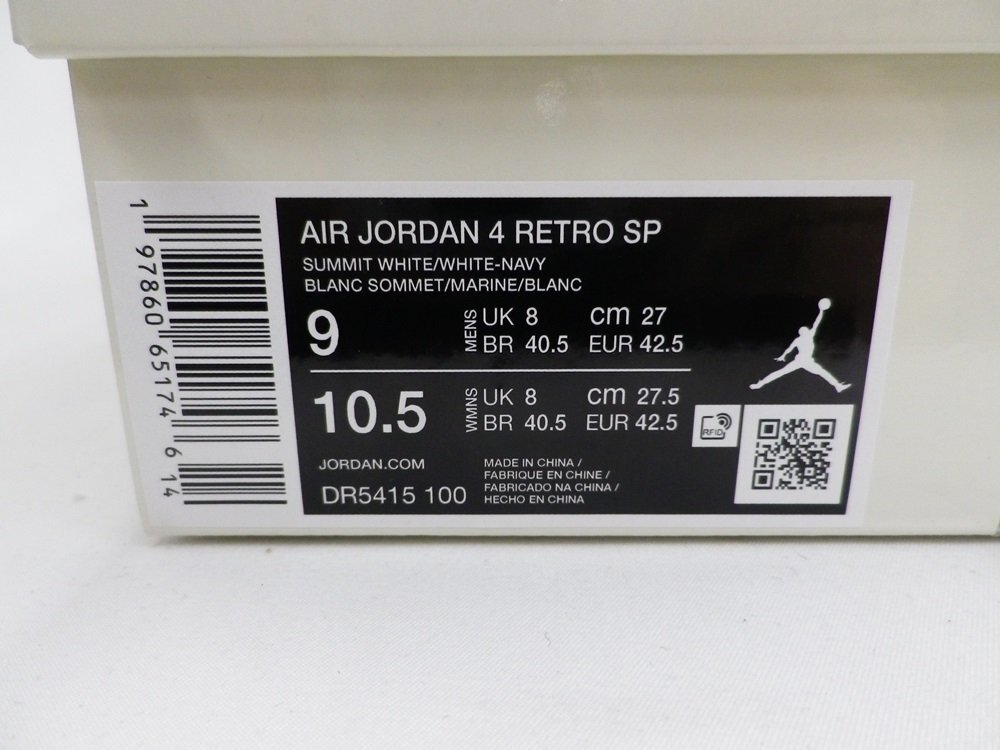 1 97860 65174 6 14
AIR JORDAN 4 RETRO SP
SUMMIT WHITE/WHITE-NAVY
BLANC SOMMET/MARINE/BLANC
9 MENS UK 8 cm 27
BR 40.5 EUR 42.5
10.5 WMNS UK 8 cm 27.5
BR 40.5 EUR 42.5
RFID
JORDAN.COM
DR5415 100
MADE IN CHINA /
FABRIQUE EN CHINE /
FABRICADO NA CHINA /
HECHO EN CHINA